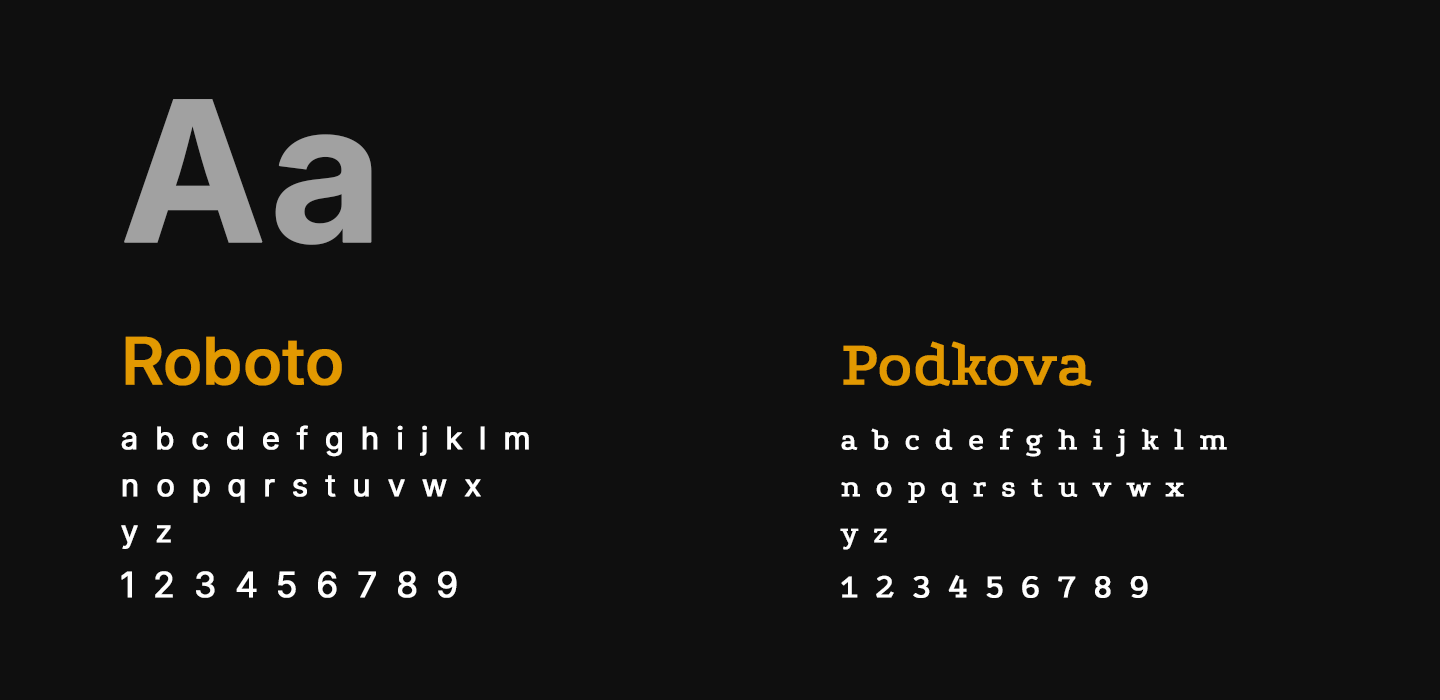 Aa
Roboto
a b c d e f g h i j k l m
n o p q r s t u v w x
y z
1 2 3 4 5 6 7 8 9
Podkova
a b c d e f g h i j k l m
n o p q r s t u v w x
y z
1 2 3 4 5 6 7 8 9